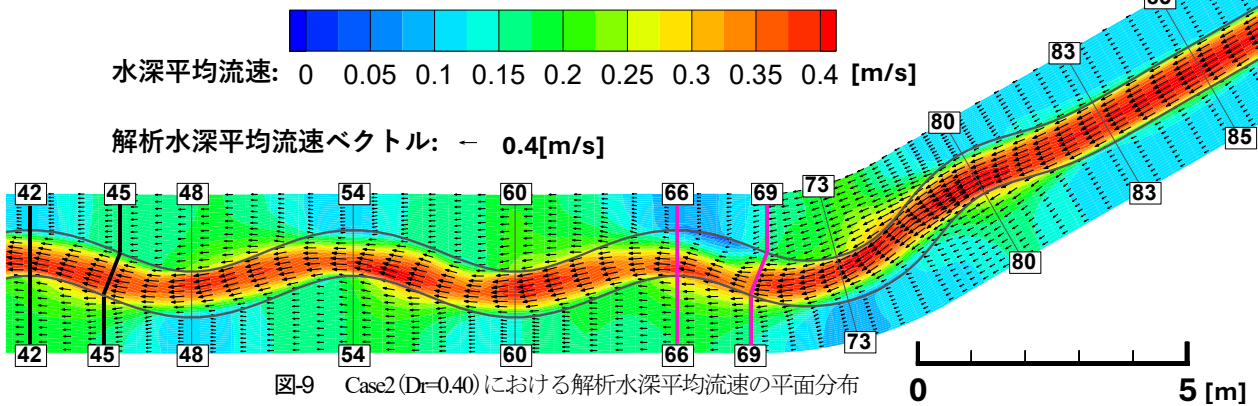 水深平均流速: 0 0.05 0.1 0.15 0.2 0.25 0.3 0.35 0.4 [m/s]
解析水深平均流速ベクトル: ← 0.4[m/s]
83
80
85
83
42 45 48 54 60 66 69 73
80
42 45 48 54 60 66 69 73
図-9 Case2 (Dr=0.40) における解析水深平均流速の平面分布
0 5 [m]